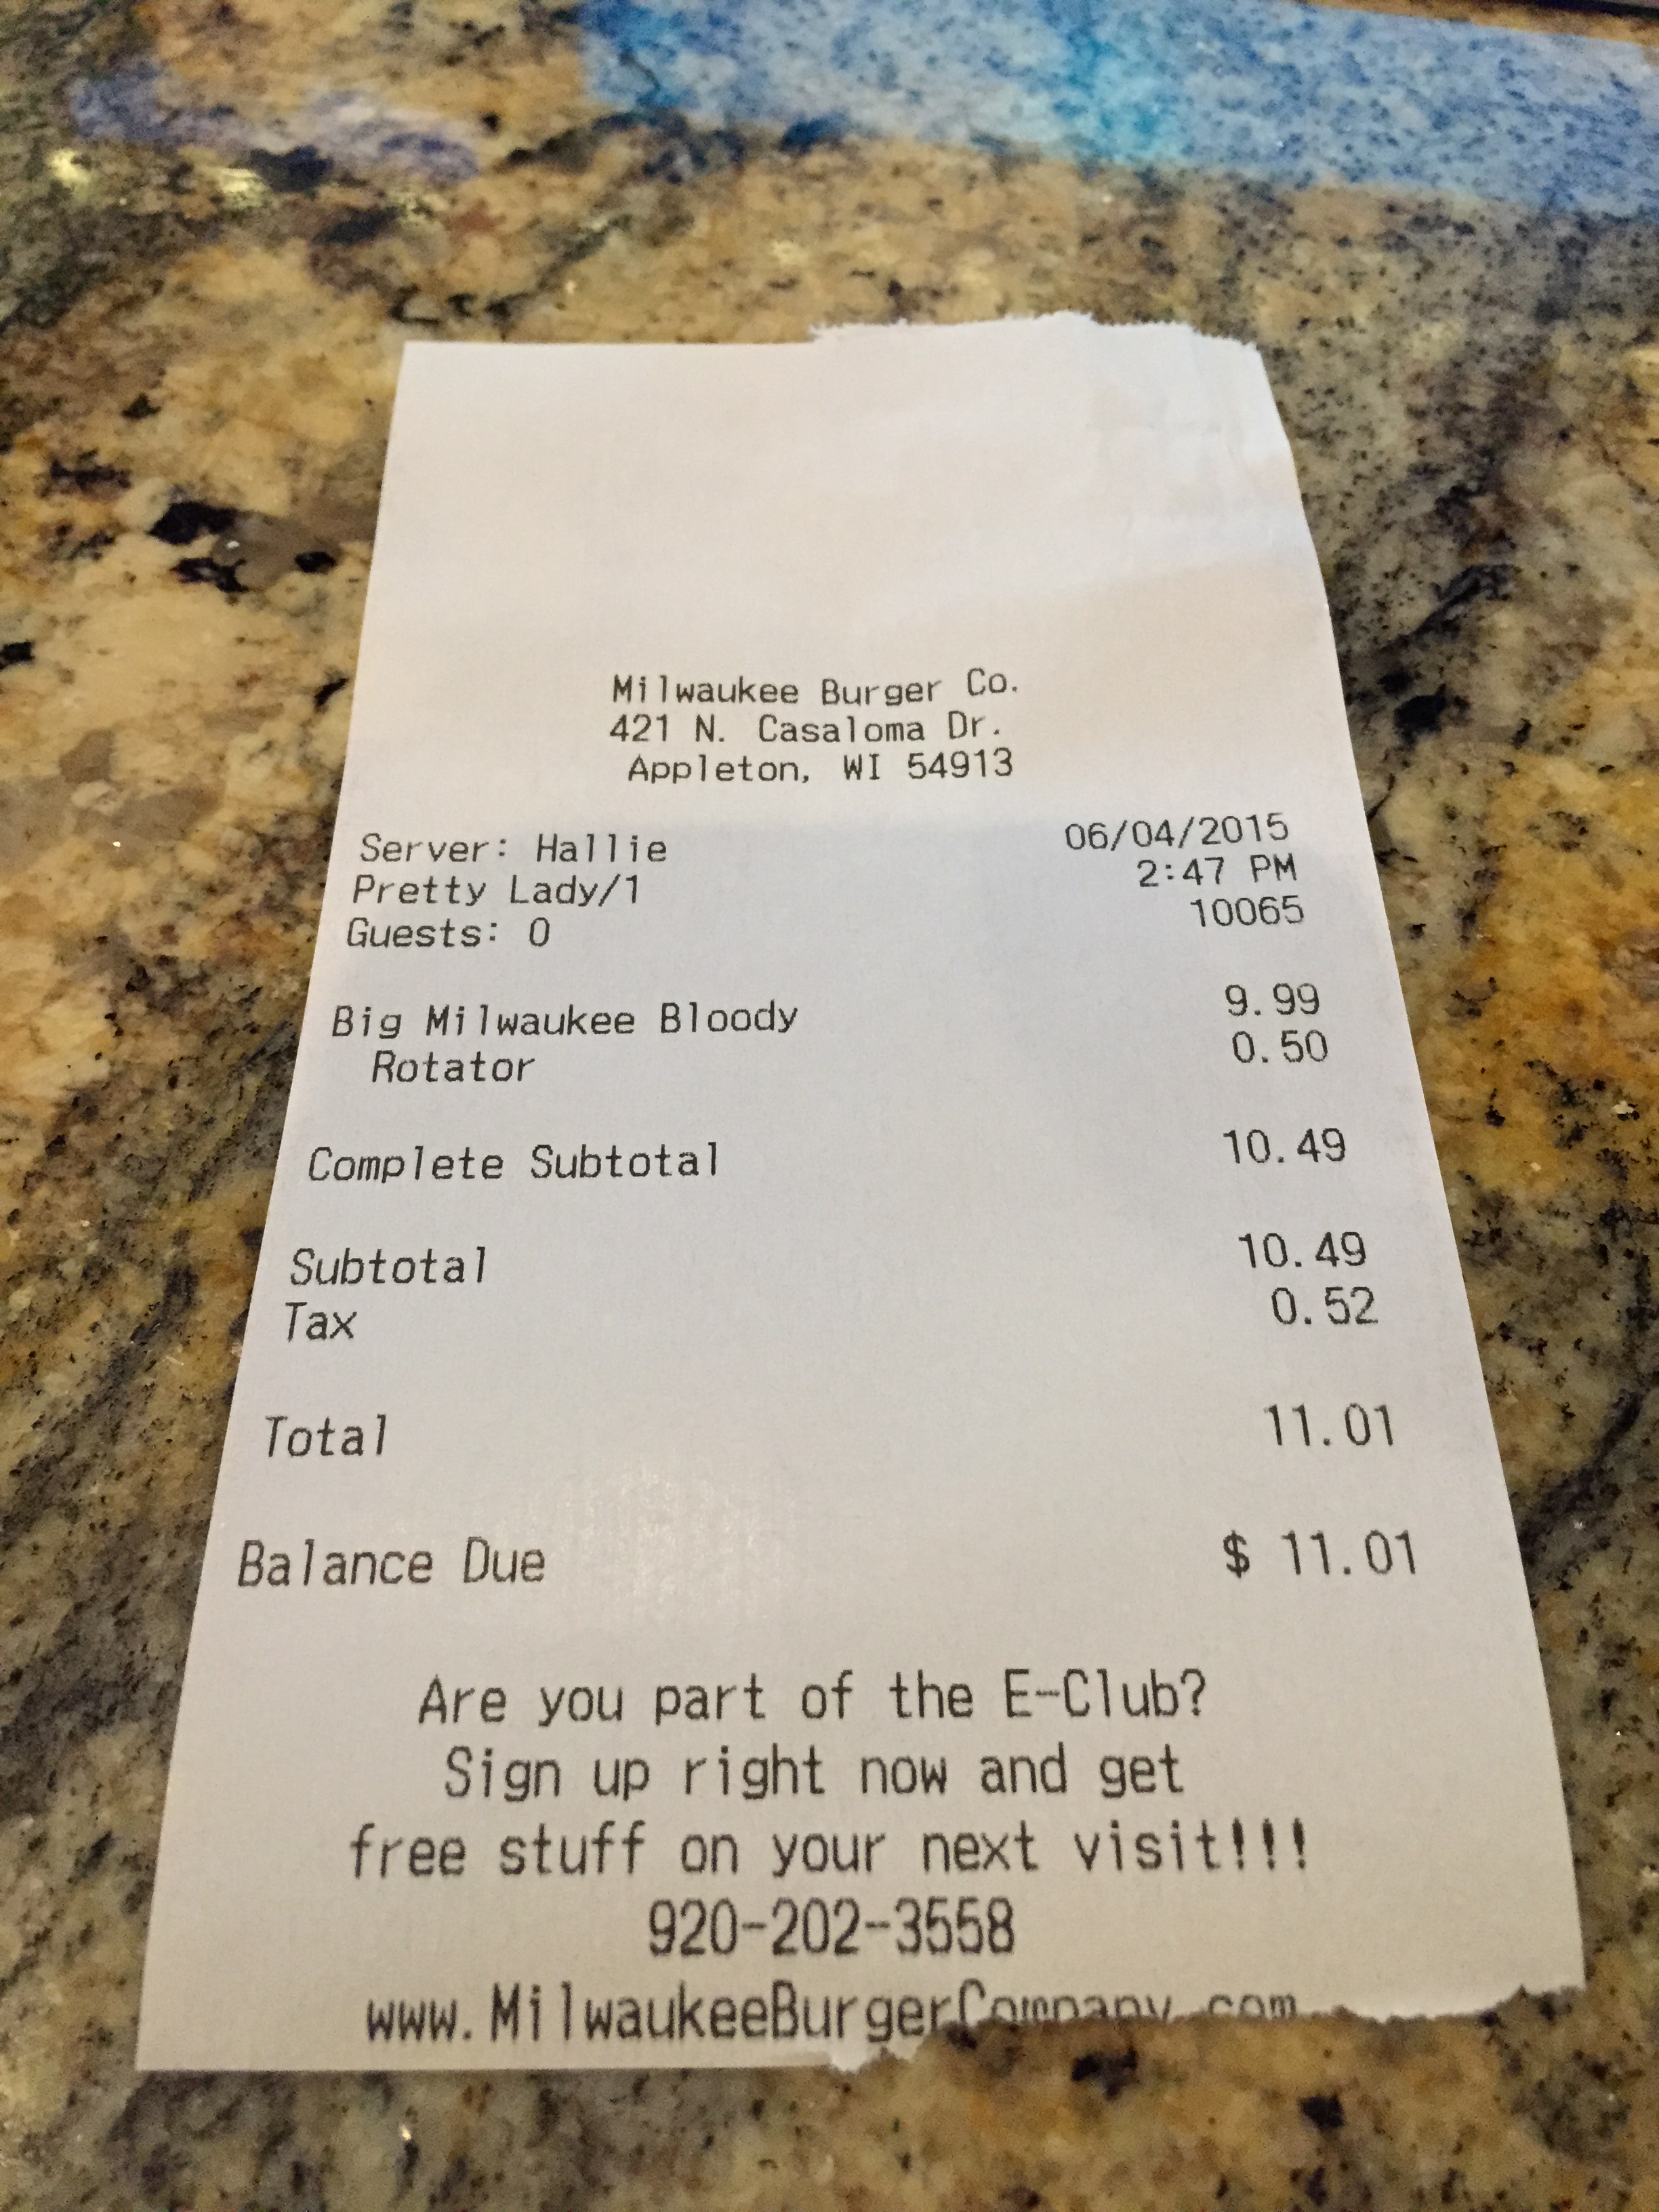 Milwaukee Burger Co.
421 N. Casaloma Dr.
Appleton, WI 54913
Server: Hallie 06/04/2015
Pretty Lady/1 2:47 PM
Guests: 0 10065
Big Milwaukee Bloody 9.99
Rotator 0.50
Complete Subtotal 10.49
Subtotal 10.49
Tax 0.52
Total 11.01
Balance Due $ 11.01
Are you part of the E-Club?
Sign up right now and get
free stuff on your next visit!!!
920-202-3558
www.MilwaukeeBurgerCompany.com